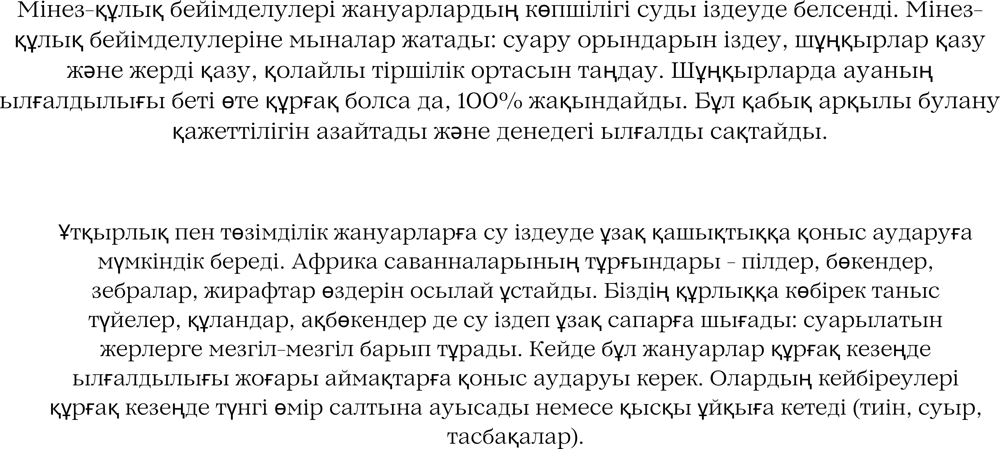 Мінез-құлық бейімделулері жануарлардың көпшілігі суды іздеуде белсенді. Мінез-
құлық бейімделулеріне мыналар жатады: суару орындарын іздеу, шұңқырлар қазу
және жерді қазу, қолайлы тіршілік ортасын таңдау. Шұңқырларда ауаның
ылғалдылығы беті өте құрғақ болса да, 100% жақындайды. Бұл қабық арқылы булану
қажеттілігін азайтады және денедегі ылғалды сақтайды.
Ұтқырлық пен төзімділік жануарларға су іздеуде ұзақ қашықтыққа қоныс аударуға
мүмкіндік береді. Африка саванналарының тұрғындары - пілдер, бөкендер,
зебралар, жирафтар өздерін осылай ұстайды. Біздің құрлыққа көбірек таныс
түйелер, құландар, ақбөкендер де су іздеп ұзақ сапарға шығады: суарылатын
жерлерге мезгіл-мезгіл барып тұрады. Кейде бұл жануарлар құрғақ кезеңде
ылғалдылығы жоғары аймақтарға қоныс аударуы керек. Олардың кейбіреулері
құрғақ кезеңде түнгі өмір салтына ауысады немесе қысқы ұйқыға кетеді (тиін, суыр,
тасбақалар).